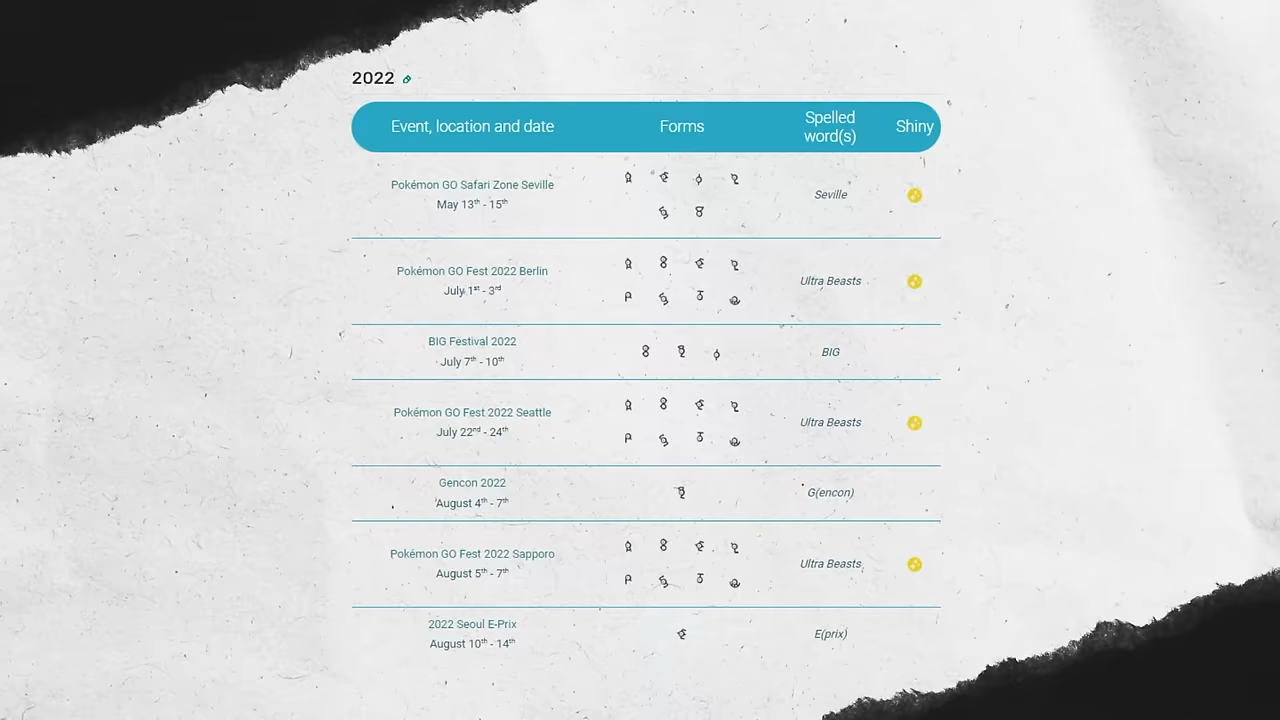 2022
Event, location and date Forms Spelled word(s) Shiny
Pokémon GO Safari Zone Seville
May 13th - 15th
Seville
Pokémon GO Fest 2022 Berlin
July 1st - 3rd
Ultra Beasts
BIG Festival 2022
July 7th - 10th
BIG
Pokémon GO Fest 2022 Seattle
July 22nd - 24th
Ultra Beasts
Gencon 2022
August 4th - 7th
G(encon)
Pokémon GO Fest 2022 Sapporo
August 5th - 7th
Ultra Beasts
2022 Seoul E-Prix
August 10th - 14th
E(prix)